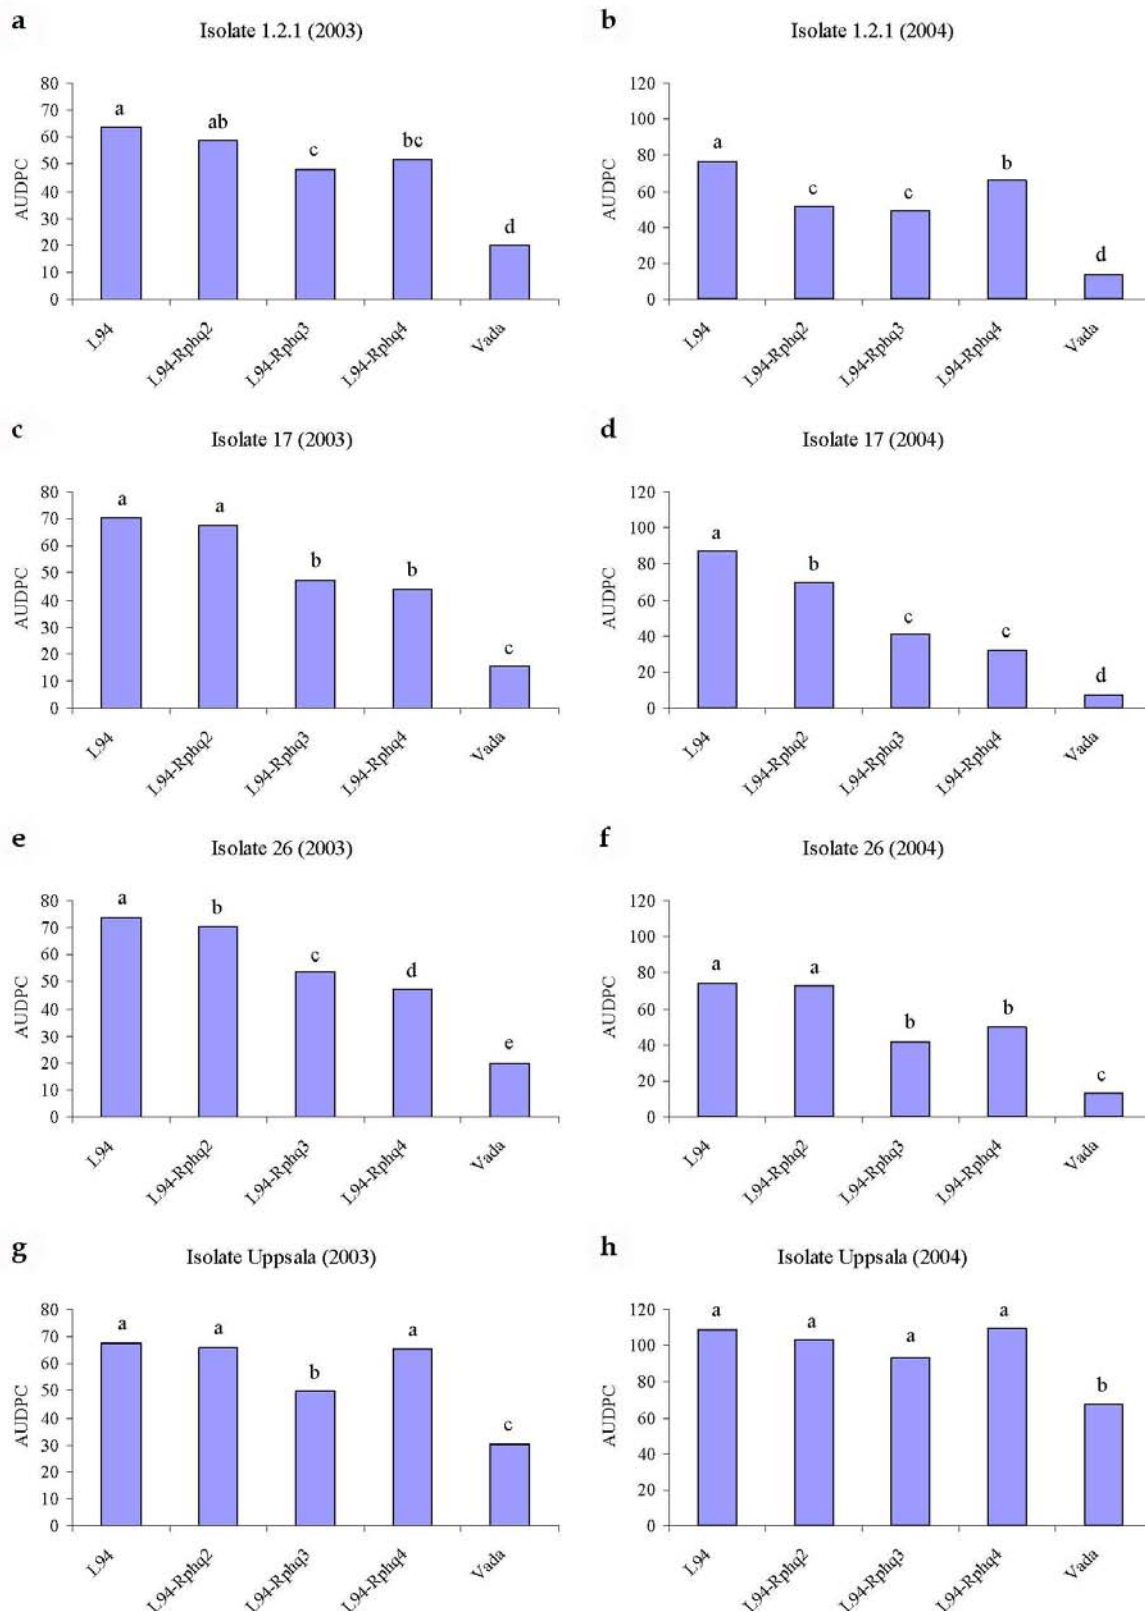 a
Isolate 1.2.1 (2003)
80
70
60
50
40
30
20
10
0
AUDPC
a
ab
c
bc
d
L94
L94-Rphq2
L94-Rphq3
L94-Rphq4
Vada
b
Isolate 1.2.1 (2004)
120
100
80
60
40
20
0
AUDPC
a
c
c
b
d
L94
L94-Rphq2
L94-Rphq3
L94-Rphq4
Vada
c
Isolate 17 (2003)
80
70
60
50
40
30
20
10
0
AUDPC
a
a
b
b
c
L94
L94-Rphq2
L94-Rphq3
L94-Rphq4
Vada
d
Isolate 17 (2004)
120
100
80
60
40
20
0
AUDPC
a
b
c
c
d
L94
L94-Rphq2
L94-Rphq3
L94-Rphq4
Vada
e
Isolate 26 (2003)
80
70
60
50
40
30
20
10
0
AUDPC
a
b
c
d
e
L94
L94-Rphq2
L94-Rphq3
L94-Rphq4
Vada
f
Isolate 26 (2004)
120
100
80
60
40
20
0
AUDPC
a
a
b
b
c
L94
L94-Rphq2
L94-Rphq3
L94-Rphq4
Vada
g
Isolate Uppsala (2003)
80
70
60
50
40
30
20
10
0
AUDPC
a
a
b
a
c
L94
L94-Rphq2
L94-Rphq3
L94-Rphq4
Vada
h
Isolate Uppsala (2004)
120
100
80
60
40
20
0
AUDPC
a
a
a
a
b
L94
L94-Rphq2
L94-Rphq3
L94-Rphq4
Vada